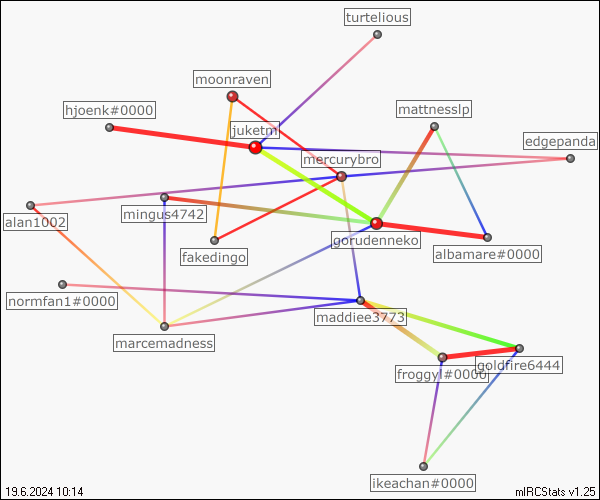 turtelious
moonraven
hjoenk#0000
mattnesslp
juketm
edgepanda
mercurybro
alan1002
mingus4742
gorudenneko
albamare#0000
fakedingo
normfan1#0000
maddiee3773
marcemadness
goldfire6444
froggy!#0000
ikeachan#0000
19.6.2024 10:14
mIRCStats v1.25